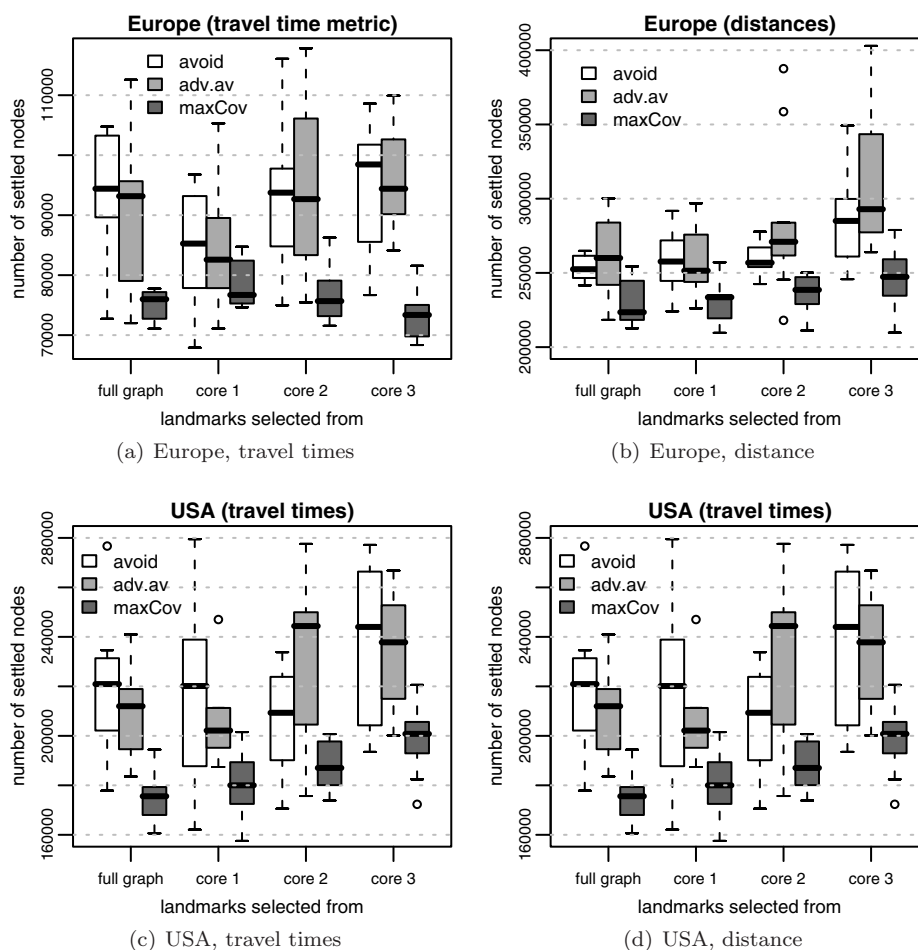 Europe (travel time metric)
number of settled nodes
110000
90000
80000
70000
avoid
adv.av
maxCov
full graph
core 1
core 2
core 3
landmarks selected from
(a) Europe, travel times
Europe (distances)
number of settled nodes
400000
350000
300000
250000
200000
avoid
adv.av
maxCov
full graph
core 1
core 2
core 3
landmarks selected from
(b) Europe, distance
USA (travel times)
number of settled nodes
280000
240000
200000
160000
avoid
adv.av
maxCov
full graph
core 1
core 2
core 3
landmarks selected from
(c) USA, travel times
USA (travel times)
number of settled nodes
280000
240000
200000
160000
avoid
adv.av
maxCov
full graph
core 1
core 2
core 3
landmarks selected from
(d) USA, distance